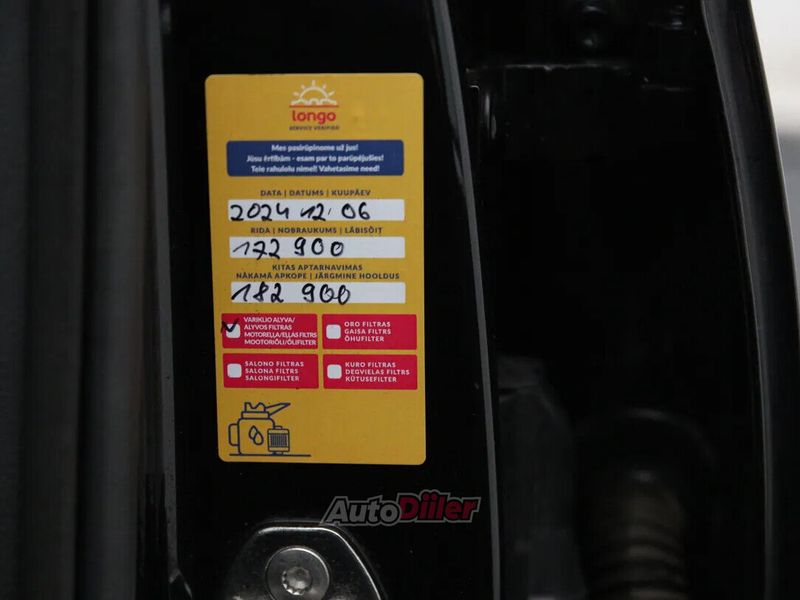 longo
SERVICE VERIFIED
Mes pasirūpinome už jus!
Jūsu ērtībām - esam par to parūpējušies!
Teie rahulolu nimel! Vahetasime need!
DATA | DATUMS | KUUPÄEV
2024 12 06
RIDA | NOBRAUKUMS | LÄBISÕIT
172 900
KITAS APTARNAVIMAS
NĀKAMĀ APKOPE | JÄRGMINE HOOLDUS
182 900
VARIKLIO ALYVA/
ALYVOS FILTRAS
MOTOREĻĻA/EĻĻAS FILTRS
MOOTORIÕLI/ÕLIFILTER
ORO FILTRAS
GAISA FILTRS
ÕHUFILTER
SALONO FILTRAS
SALONA FILTRS
SALONGIFILTER
KURO FILTRAS
DEGVIELAS FILTRS
KÜTUSEFILTER
AutoDiiler